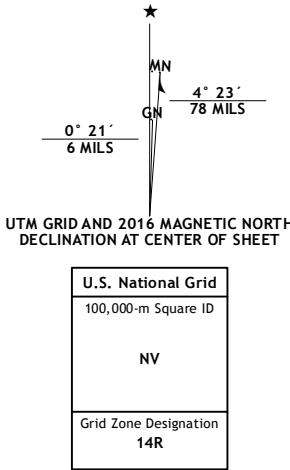 MN
GN
4° 23´
78 MILS
0° 21´
6 MILS
UTM GRID AND 2016 MAGNETIC NORTH
DECLINATION AT CENTER OF SHEET
U.S. National Grid
100,000-m Square ID
NV
Grid Zone Designation
14R